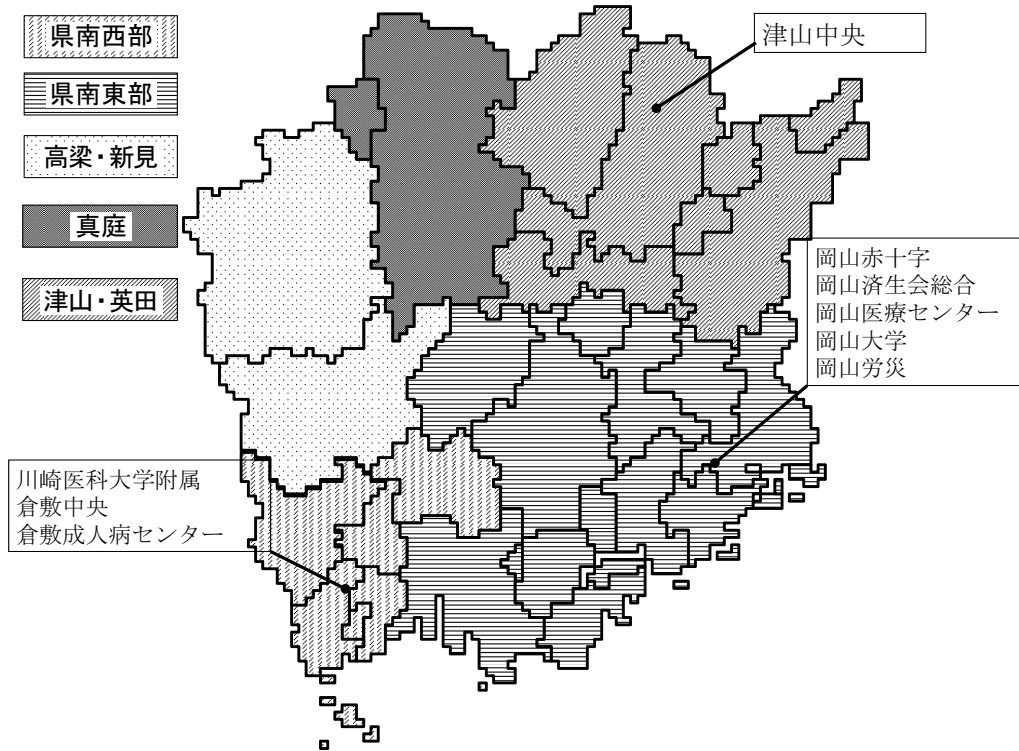 県南西部
県南東部
高梁・新見
真庭
津山・英田
津山中央
岡山赤十字
岡山済生会総合
岡山医療センター
岡山大学
岡山労災
川崎医科大学附属
倉敷中央
倉敷成人病センター